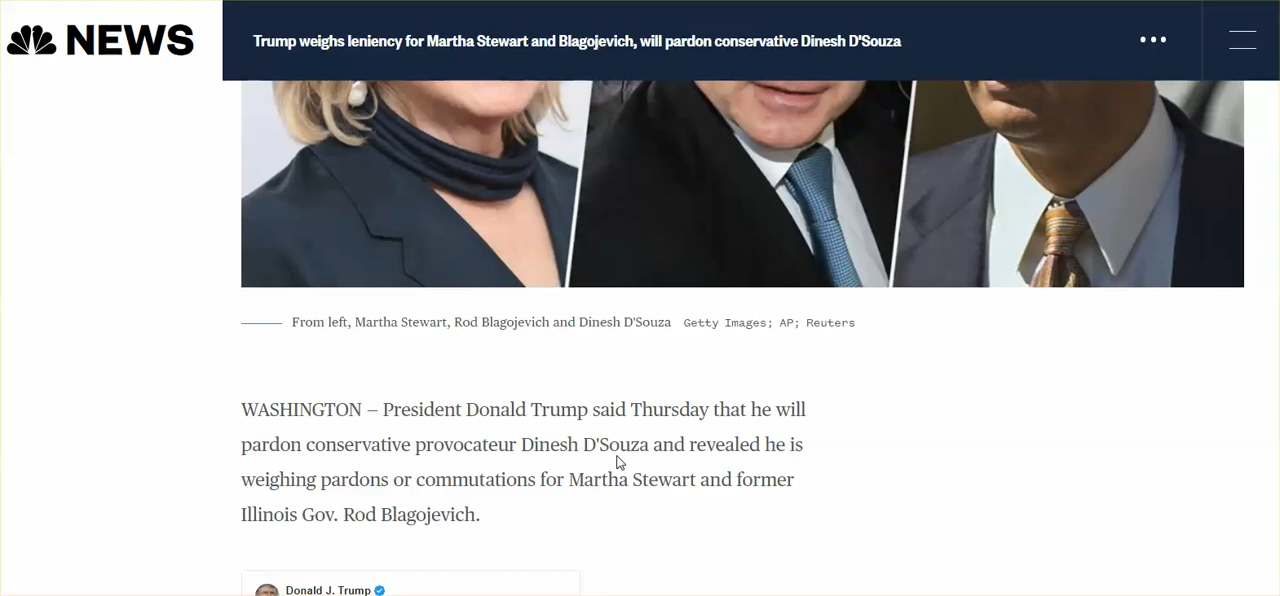 NEWS
Trump weighs leniency for Martha Stewart and Blagojevich, will pardon conservative Dinesh D'Souza
From left, Martha Stewart, Rod Blagojevich and Dinesh D'Souza Getty Images; AP; Reuters
WASHINGTON — President Donald Trump said Thursday that he will
pardon conservative provocateur Dinesh D'Souza and revealed he is
weighing pardons or commutations for Martha Stewart and former
Illinois Gov. Rod Blagojevich.
Donald J. Trump